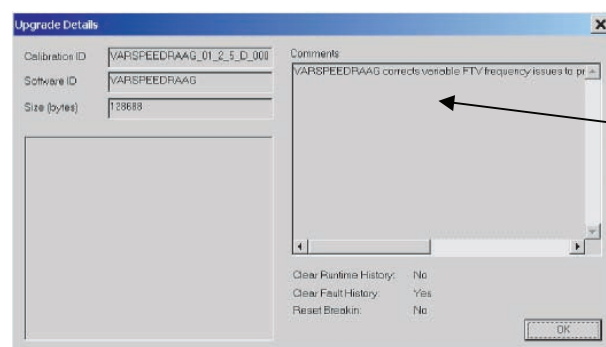 Upgrade Details
Calibration ID VARSPEEDRAAG_01_2_5_D_000
Software ID VARSPEEDRAAG
Size (bytes) 128688
Comments
VARSPEEDRAAG corrects variable FTV frequency issues to pr
Clear Runtime History: No
Clear Fault History: Yes
Reset Breakin: No
OK